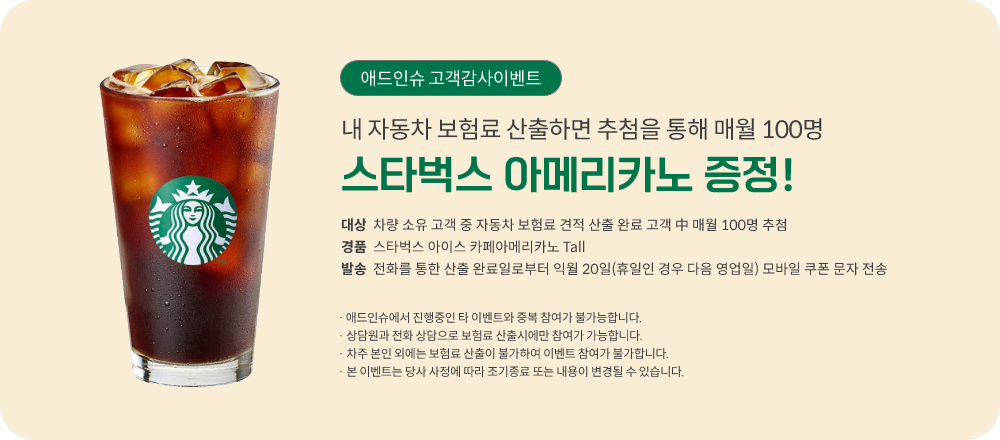 애드인슈 고객감사이벤트
내 자동차 보험료 산출하면 추첨을 통해 매월 100명
스타벅스 아메리카노 증정!
대상 차량 소유 고객 중 자동차 보험료 견적 산출 완료 고객 中 매월 100명 추첨
경품 스타벅스 아이스 카페아메리카노 Tall
발송 전화를 통한 산출 완료일로부터 익월 20일(휴일인 경우 다음 영업일) 모바일 쿠폰 문자 전송
· 애드인슈에서 진행중인 타 이벤트와 중복 참여가 불가능합니다.
· 상담원과 전화 상담으로 보험료 산출시에만 참여가 가능합니다.
· 차주 본인 외에는 보험료 산출이 불가하여 이벤트 참여가 불가합니다.
· 본 이벤트는 당사 사정에 따라 조기종료 또는 내용이 변경될 수 있습니다.